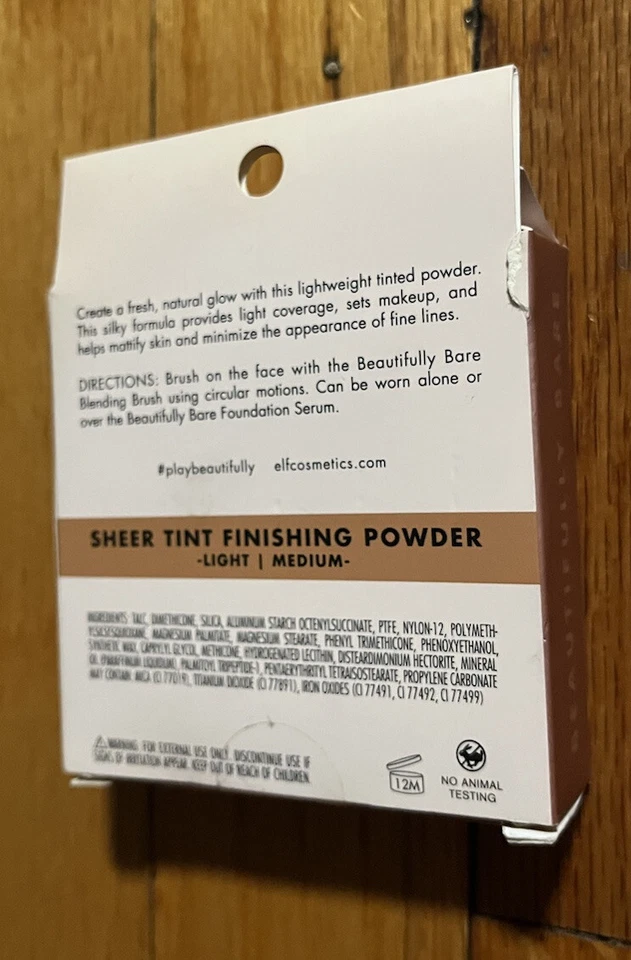 Create a fresh, natural glow with this lightweight tinted powder.
This silky formula provides light coverage, sets makeup, and
helps mattify skin and minimize the appearance of fine lines.
DIRECTIONS: Brush on the face with the Beautifully Bare
Blending Brush using circular motions. Can be worn alone or
over the Beautifully Bare Foundation Serum.
#playbeautifully elfcosmetics.com
SHEER TINT FINISHING POWDER
-LIGHT | MEDIUM-
INGREDIENTS: TALC, DIMETHICONE, SILICA, ALUMINUM STARCH OCTENYLSUCCINATE, PTFE, NYLON-12, POLYMETH-
YLSILSESQUIOXANE, MAGNESIUM PALMITATE, MAGNESIUM STEARATE, PHENYL TRIMETHICONE, PHENOXYETHANOL,
SYNTHETIC WAX, CAPRYLYL GLYCOL, METHICONE, HYDROGENATED LECITHIN, DISTEARDIMONIUM HECTORITE, MINERAL
OIL (PARAFFINUM LIQUIDUM), PALMITOYL TRIPEPTIDE-1, PENTAERYTHRITYL TETRAISOSTEARATE, PROPYLENE CARBONATE
MAY CONTAIN: MICA (CI 77019), TITANIUM DIOXIDE (CI 77891), IRON OXIDES (CI 77491, CI 77492, CI 77499)
WARNING: FOR EXTERNAL USE ONLY. DISCONTINUE USE IF
SIGNS OF IRRITATION APPEAR. KEEP OUT OF REACH OF CHILDREN.
12M
NO ANIMAL
TESTING
BEAUTIFULLY BARE